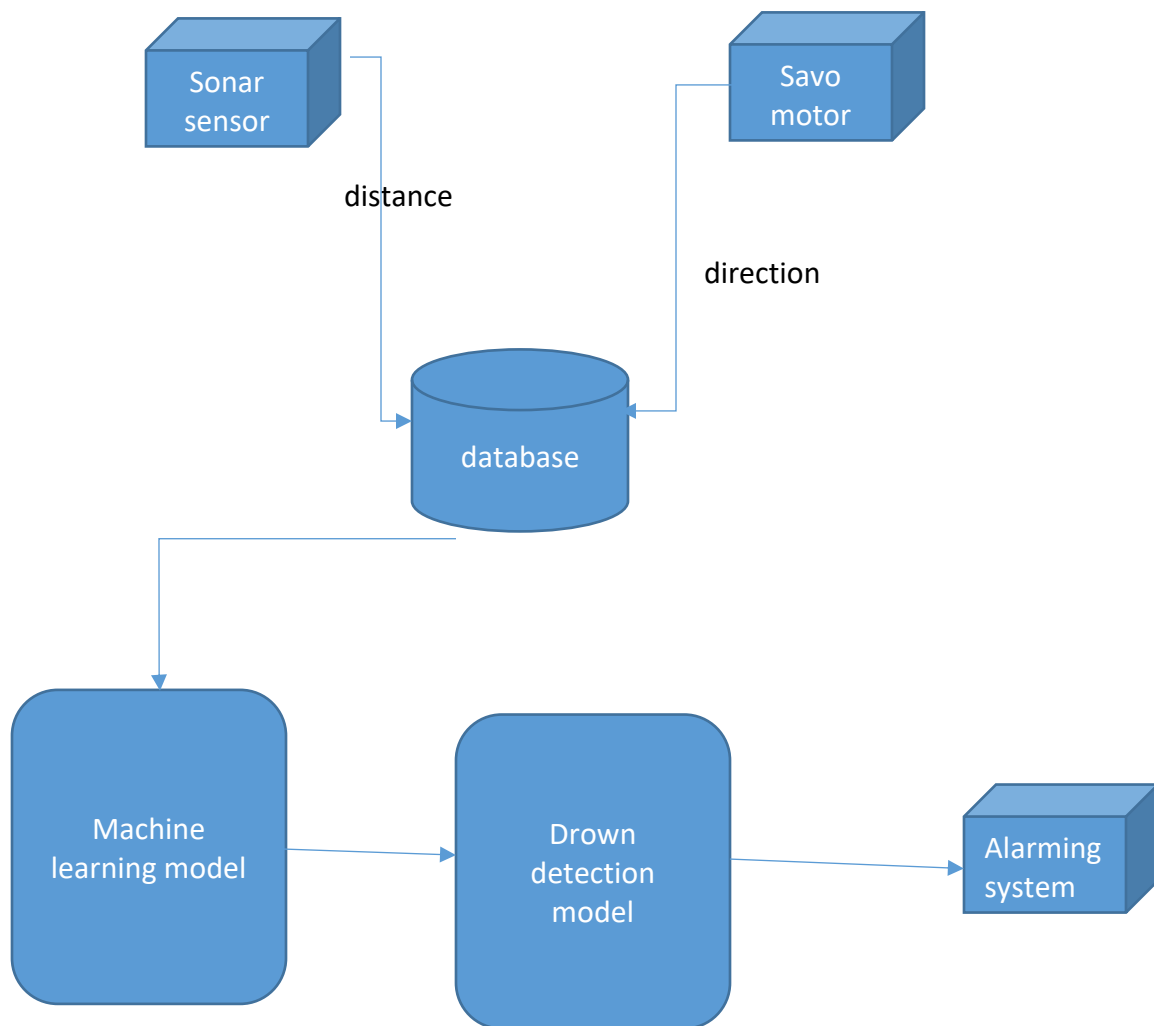 Sonar
sensor
Savo
motor
distance
direction
database
Machine
learning model
Drown
detection
model
Alarming
system